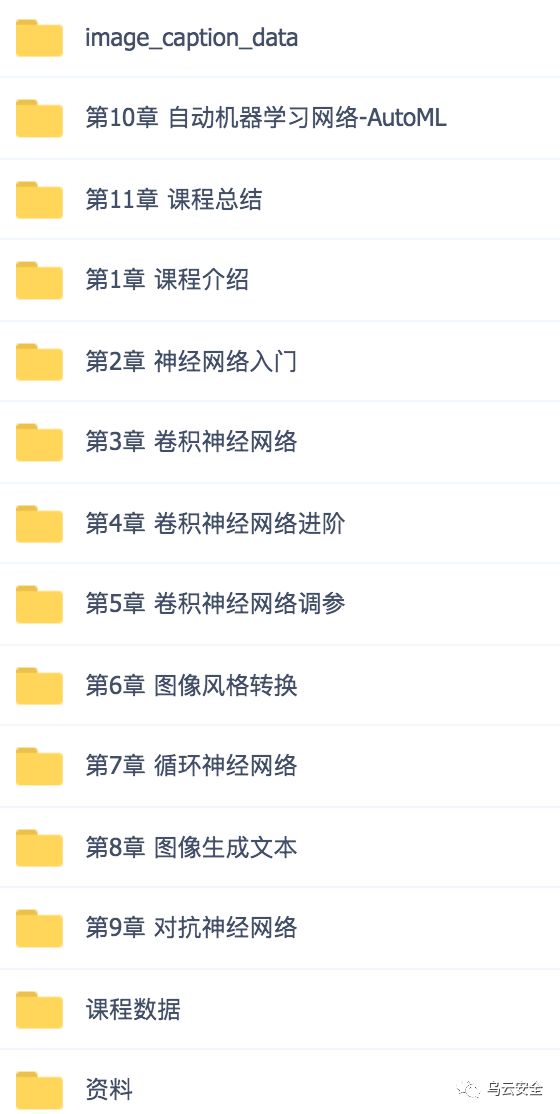 image_caption_data
第10章 自动机器学习网络-AutoML
第11章 课程总结
第1章 课程介绍
第2章 神经网络入门
第3章 卷积神经网络
第4章 卷积神经网络进阶
第5章 卷积神经网络调参
第6章 图像风格转换
第7章 循环神经网络
第8章 图像生成文本
第9章 对抗神经网络
课程数据
资料
乌云安全